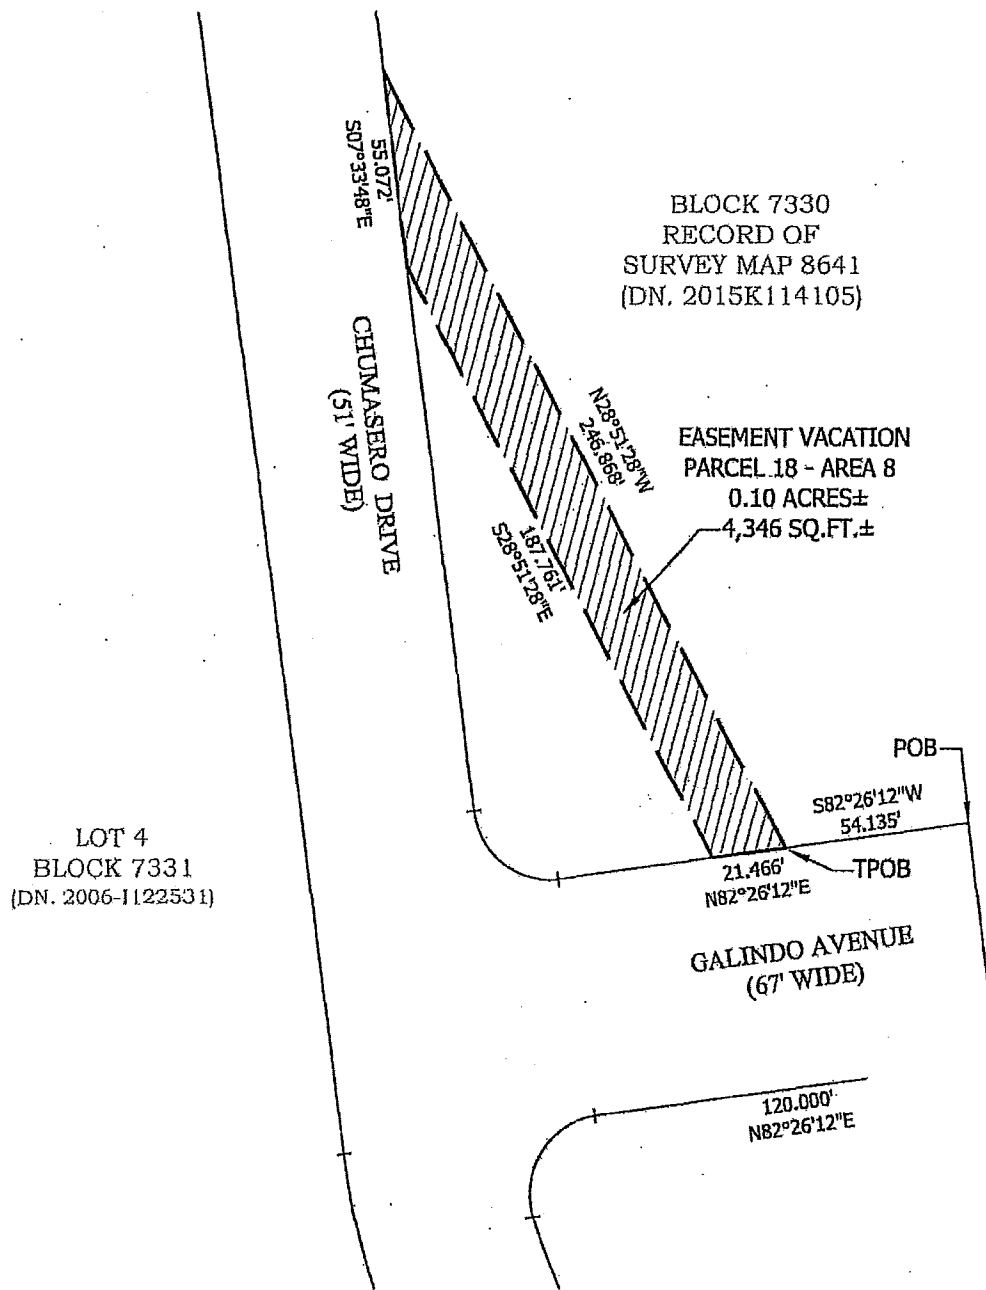 55.072'
S07°33'48"E
BLOCK 7330
RECORD OF
SURVEY MAP 8641
(DN. 2015K114105)
CHUMASERO DRIVE
(51' WIDE)
N28°51'28"W
246.868'
EASEMENT VACATION
PARCEL 18 - AREA 8
0.10 ACRES±
4,346 SQ.FT.±
187.761'
S28°51'28"E
POB
S82°26'12"W
54.135'
LOT 4
BLOCK 7331
(DN. 2006-I122531)
21.466'
N82°26'12"E
TPOB
GALINDO AVENUE
(67' WIDE)
120.000'
N82°26'12"E